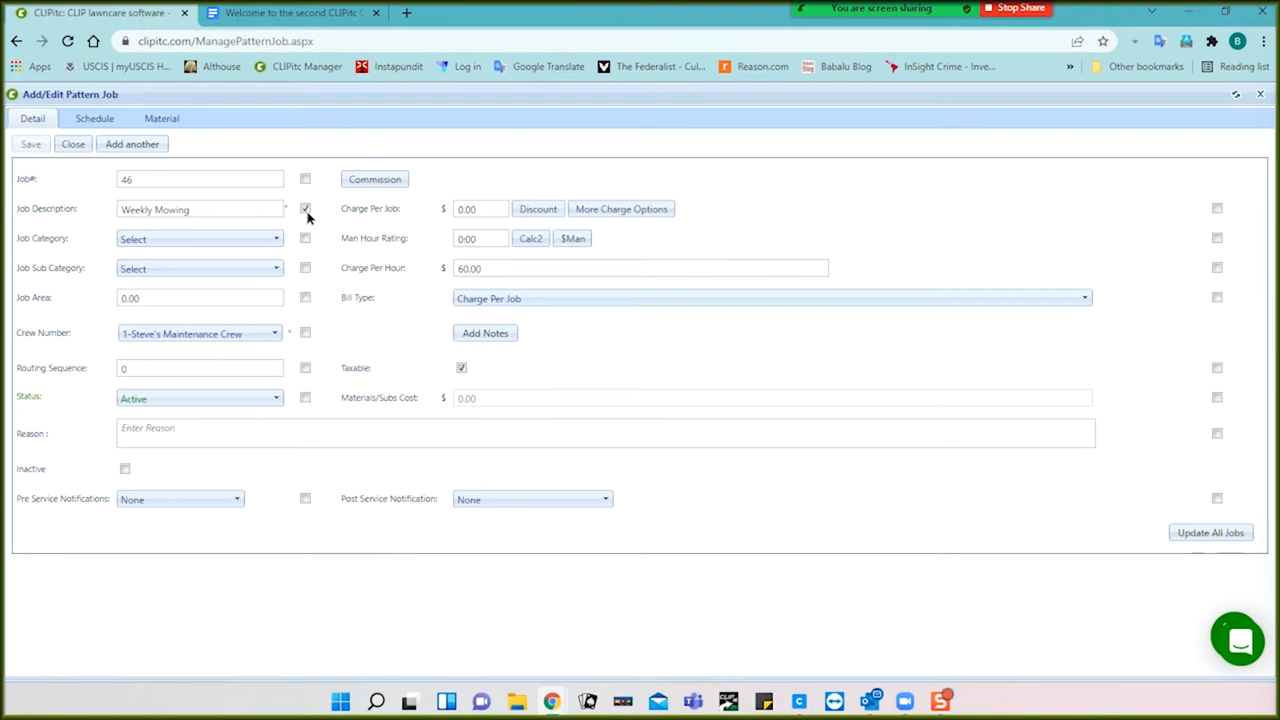 CLIPitc: CLIP lawncare software -
Welcome to the second CLIPitc C
You are screen sharing
Stop Share
clipitc.com/ManagePatternJob.aspx
B
Apps
USCIS | myUSCIS H...
Althouse
CLIPitc Manager
Instapundit
Log in
Google Translate
The Federalist - Cul...
Reason.com
Babalu Blog
InSight Crime - Inve...
»
Other bookmarks
Reading list
Add/Edit Pattern Job
Detail
Schedule
Material
Save
Close
Add another
Job#:
46
Commission
Job Description:
Weekly Mowing
*
Charge Per Job:
$
0.00
Discount
More Charge Options
Job Category:
Select
Man Hour Rating:
0:00
Calc2
$Man
Job Sub Category:
Select
Charge Per Hour:
$
60.00
Job Area:
0.00
Bill Type:
Charge Per Job
Crew Number:
1-Steve's Maintenance Crew
*
Add Notes
Routing Sequence:
0
Taxable:
Status:
Active
Materials/Subs Cost:
$
0.00
Reason :
Enter Reason
Inactive
Pre Service Notifications:
None
Post Service Notification:
None
Update All Jobs